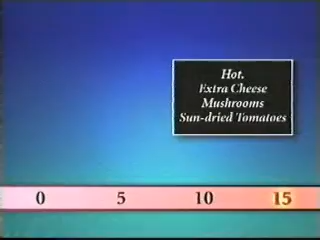 Hot.
Extra Cheese
Mushrooms
Sun-dried Tomatoes
0 5 10 15